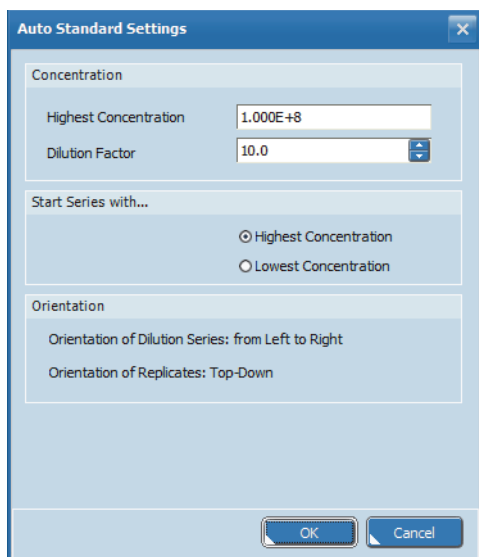 Auto Standard Settings
Concentration
Highest Concentration 1.000E+8
Dilution Factor 10.0
Start Series with...
Highest Concentration
Lowest Concentration
Orientation
Orientation of Dilution Series: from Left to Right
Orientation of Replicates: Top-Down
OK Cancel